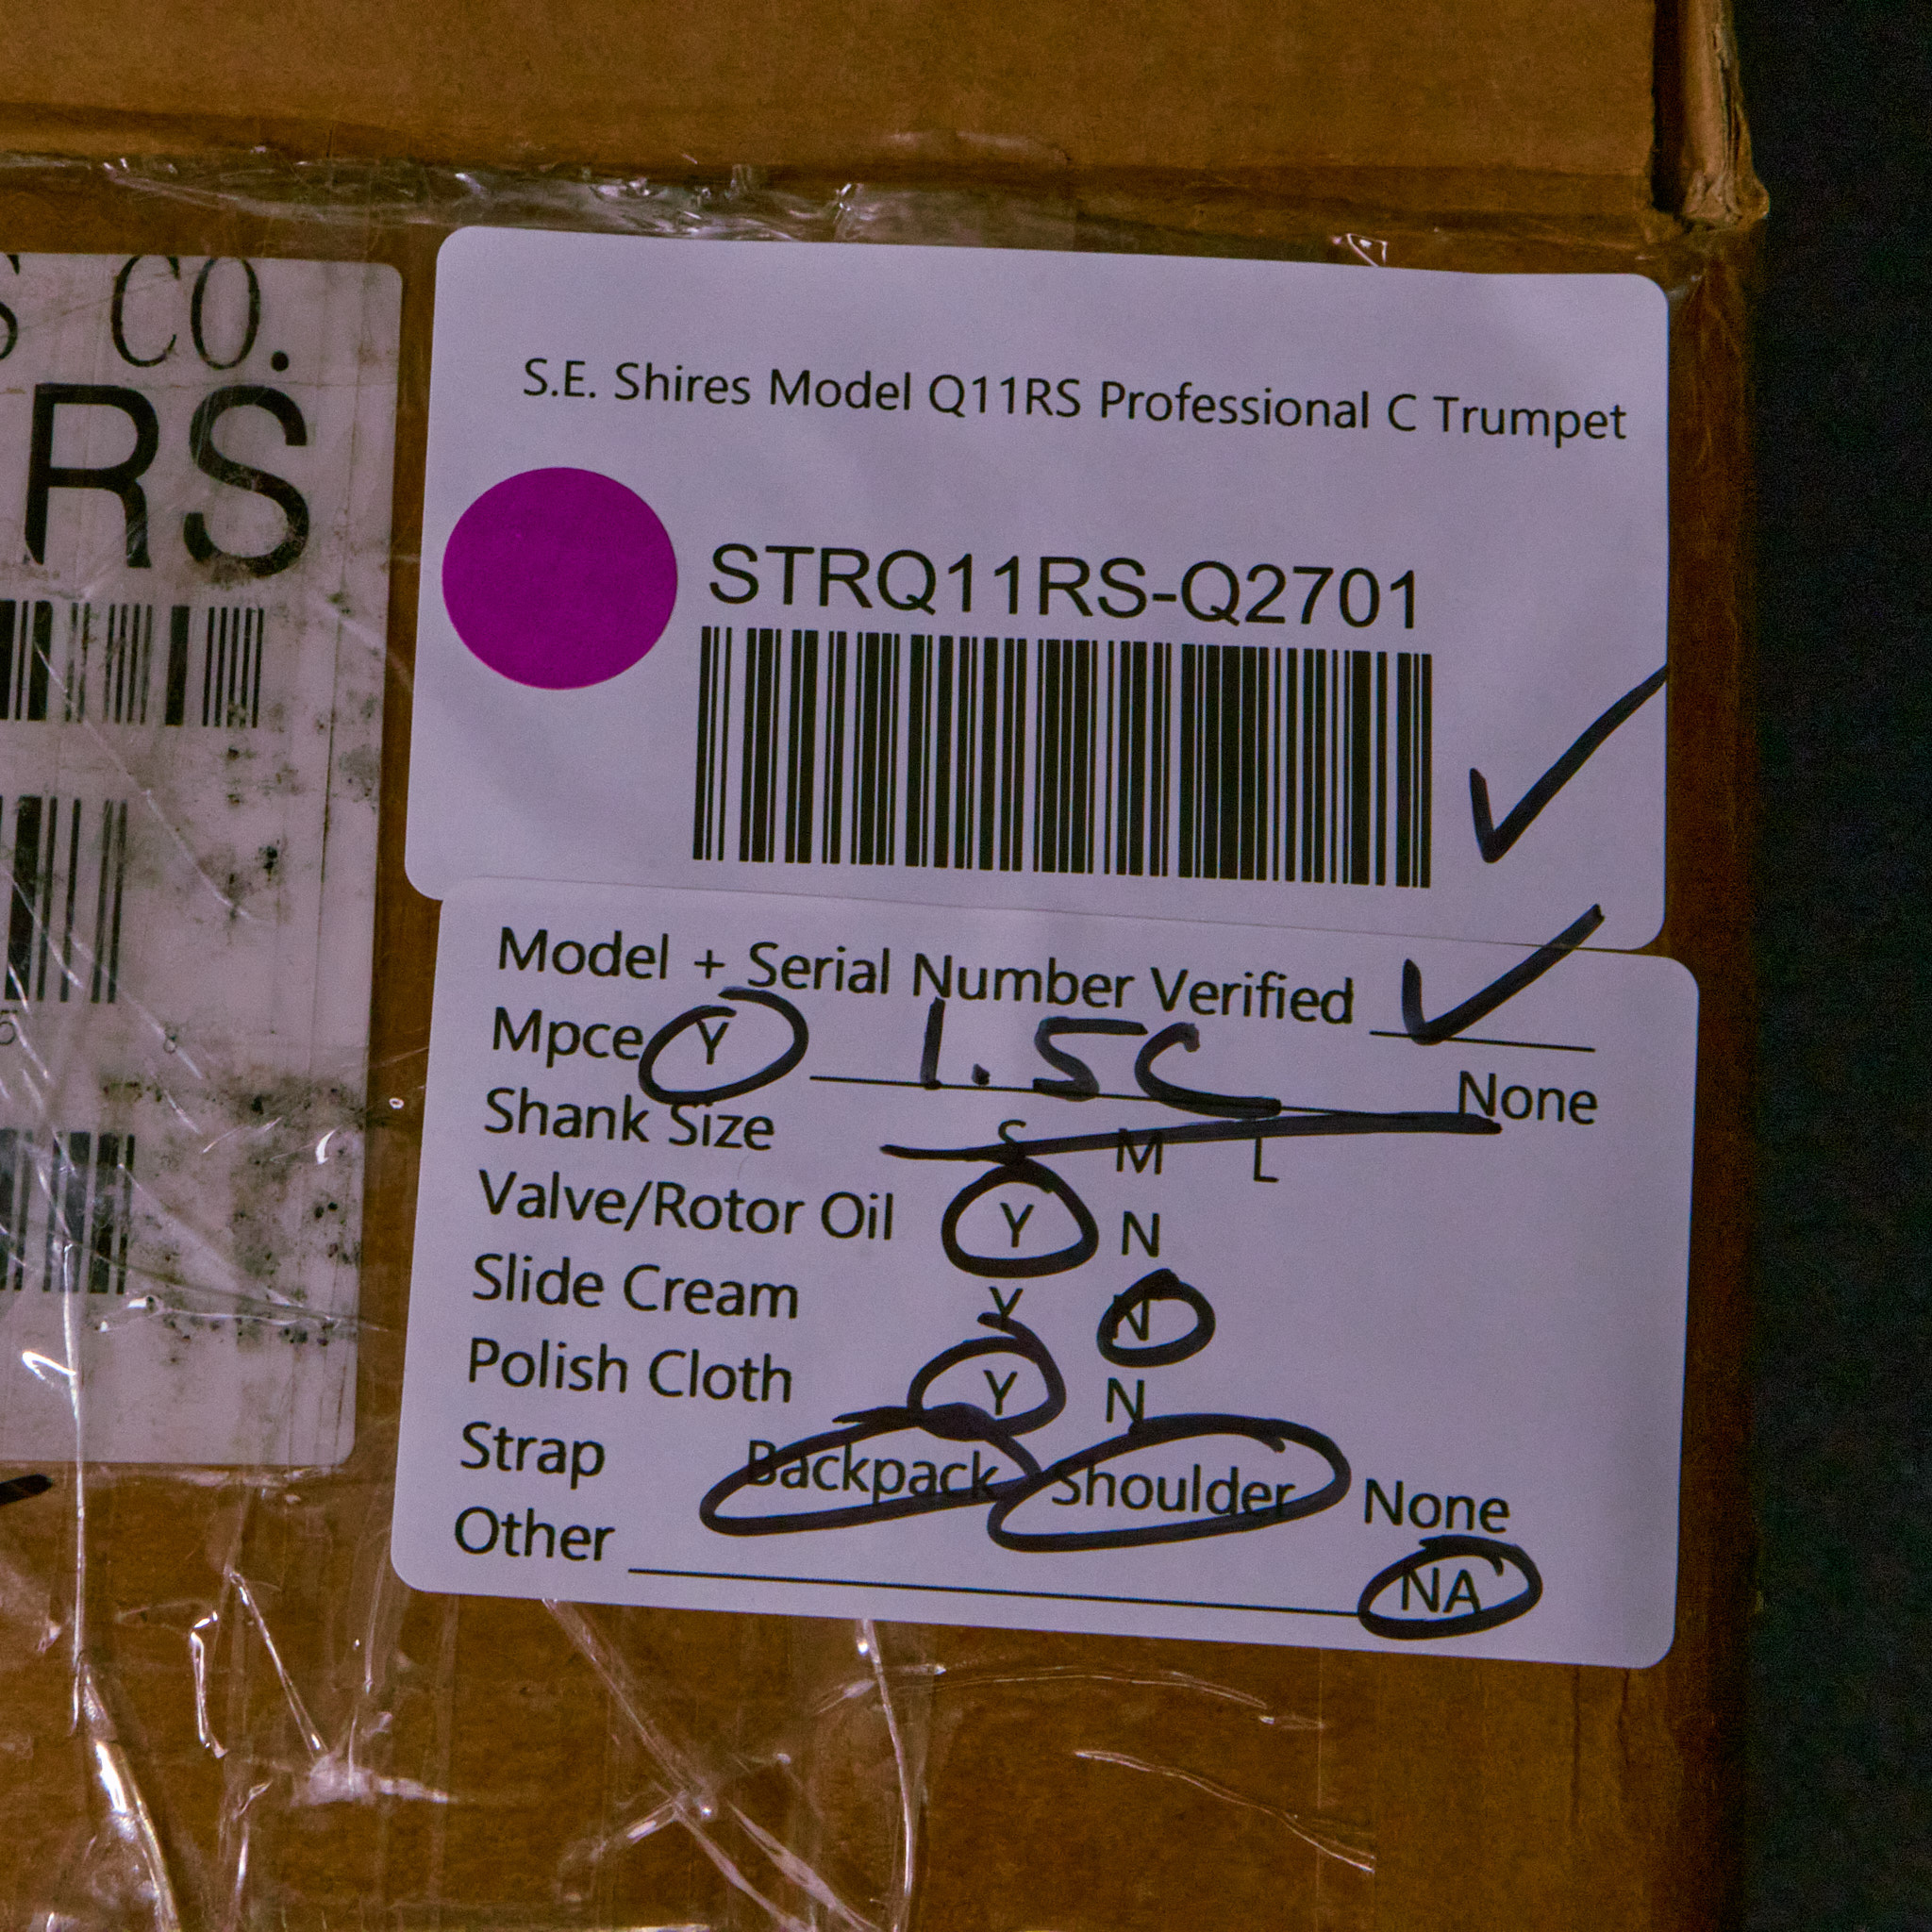 CO.
RS
S.E. Shires Model Q11RS Professional C Trumpet
STRQ11RS-Q2701
Model + Serial Number Verified ✓
Mpce Y 1.5C None
Shank Size S M L
Valve/Rotor Oil Y N
Slide Cream Y N
Polish Cloth Y N
Strap Backpack Shoulder None
Other NA